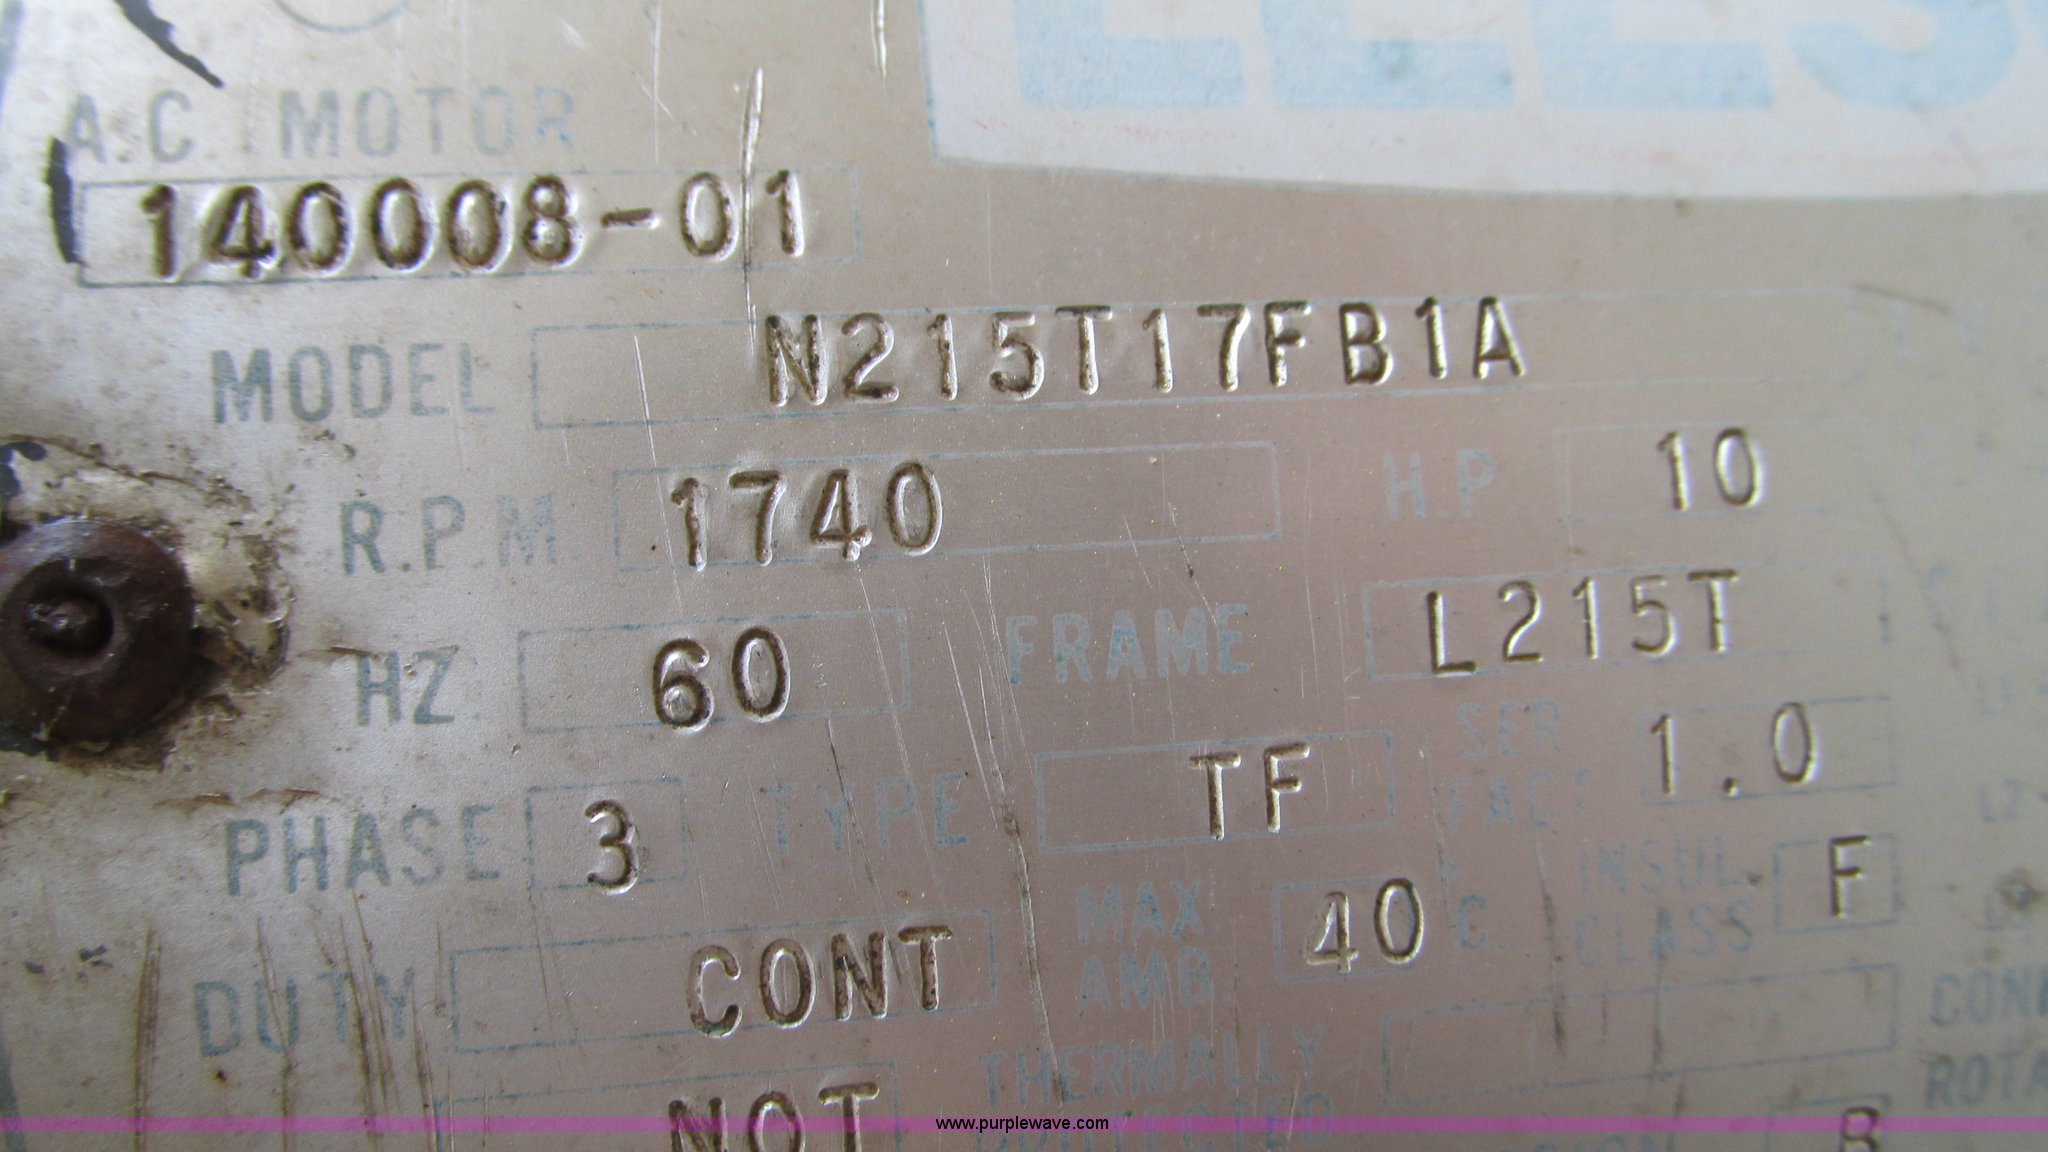 LEES
A.C. MOTOR
140008-01
MODEL N215T17FB1A
R.P.M 1740 H.P. 10
HZ. 60 FRAME L215T
PHASE 3 TYPE TF SER FACT 1.0
DUTY CONT MAX. AMB. 40 C. INSUL. CLASS F
NOT THERMALLY
B
www.purplewave.com